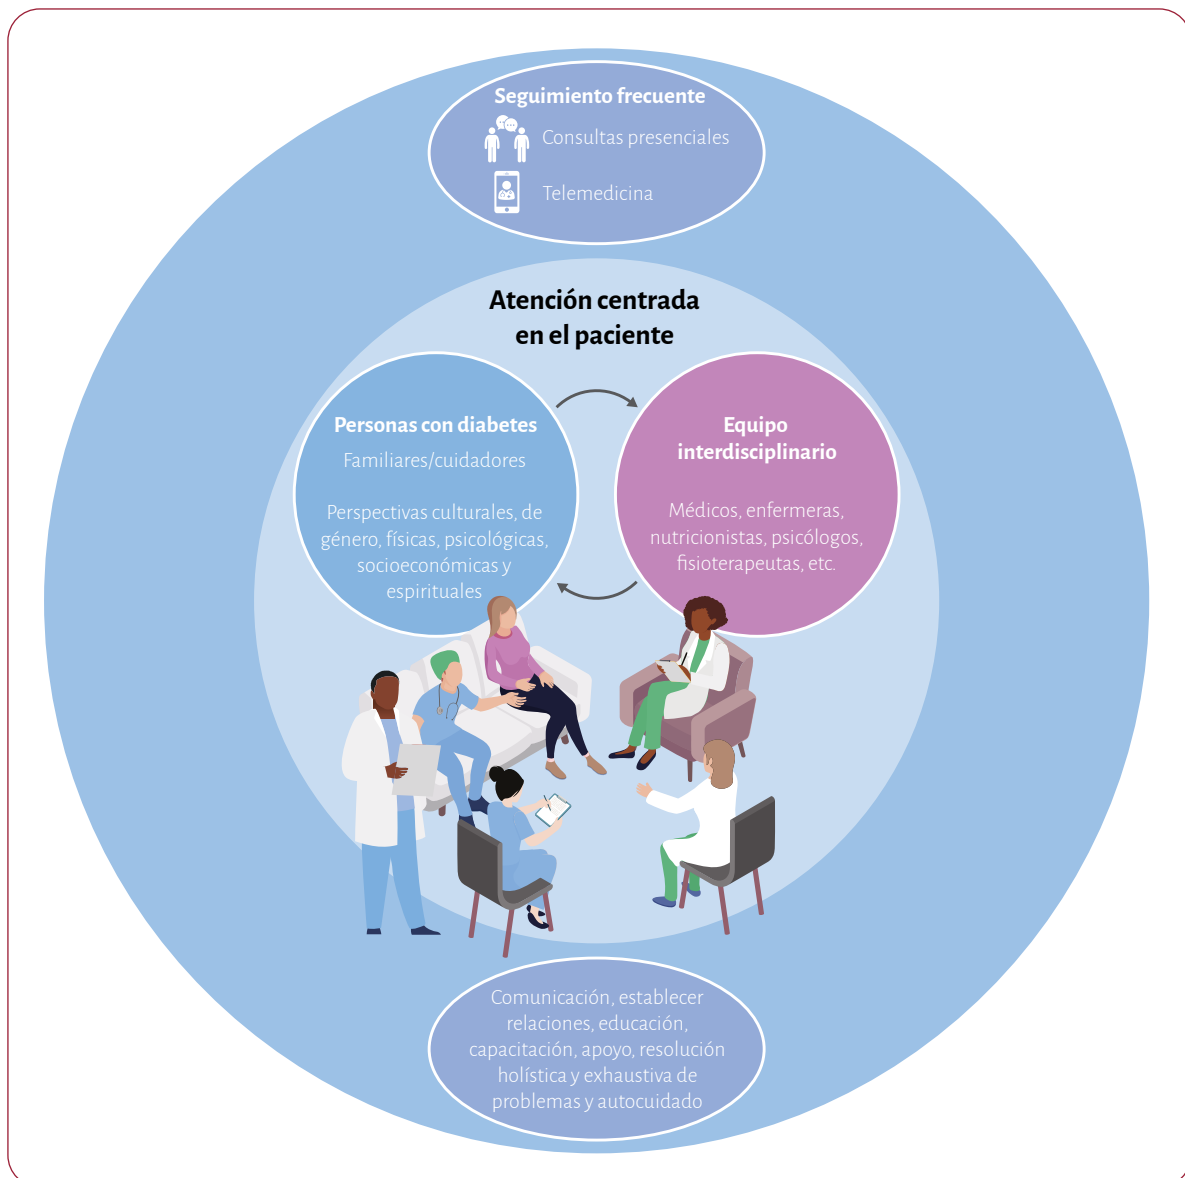 Seguimiento frecuente
Consultas presenciales
Telemedicina
Atención centrada
en el paciente
Personas con diabetes
Familiares/cuidadores
Perspectivas culturales, de
género, físicas, psicológicas,
socioeconómicas y
espirituales
Equipo
interdisciplinario
Médicos, enfermeras,
nutricionistas, psicólogos,
fisioterapeutas, etc.
Comunicación, establecer
relaciones, educación,
capacitación, apoyo, resolución
holística y exhaustiva de
problemas y autocuidado